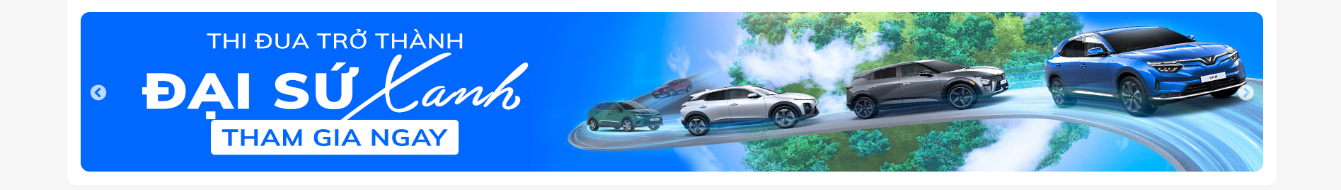 THI ĐUA TRỞ THÀNH
ĐẠI SỨ Xanh
THAM GIA NGAY